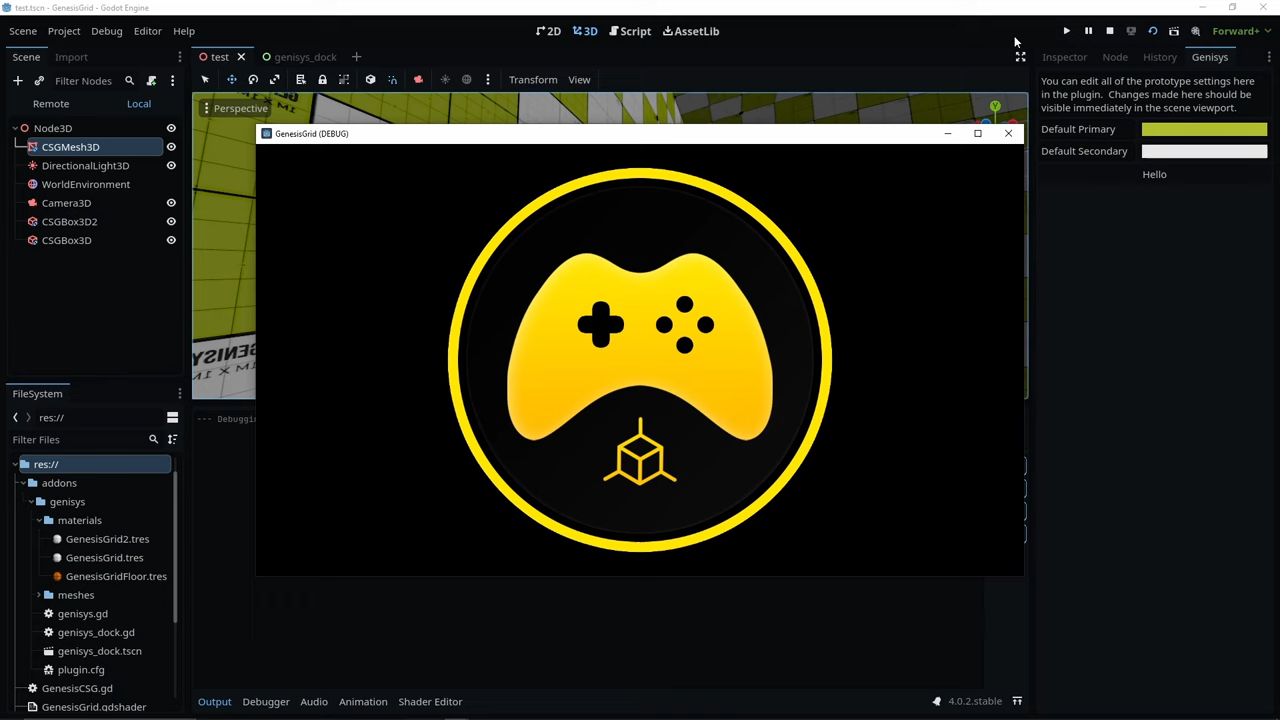 test.tscn - GenesisGrid - Godot Engine
Scene Project Debug Editor Help
2D 3D Script AssetLib
Forward+
Scene Import
test genisys_dock
Inspector Node History Genisys
Filter Nodes
Transform View
Remote Local
Perspective
Y
You can edit all of the prototype settings here
in the plugin. Changes made here should be
visible immediately in the scene viewport.
Default Primary
Default Secondary
Hello
Node3D
CSGMesh3D
DirectionalLight3D
WorldEnvironment
Camera3D
CSGBox3D2
CSGBox3D
GenesisGrid (DEBUG)
GENISY
1M X 1M
FileSystem
res://
Filter Files
--- Debuggi
res://
addons
genisys
materials
GenesisGrid2.tres
GenesisGrid.tres
GenesisGridFloor.tres
meshes
genisys.gd
genisys_dock.gd
genisys_dock.tscn
plugin.cfg
GenesisCSG.gd
GenesisGrid.gdshader
Output Debugger Audio Animation Shader Editor
4.0.2.stable